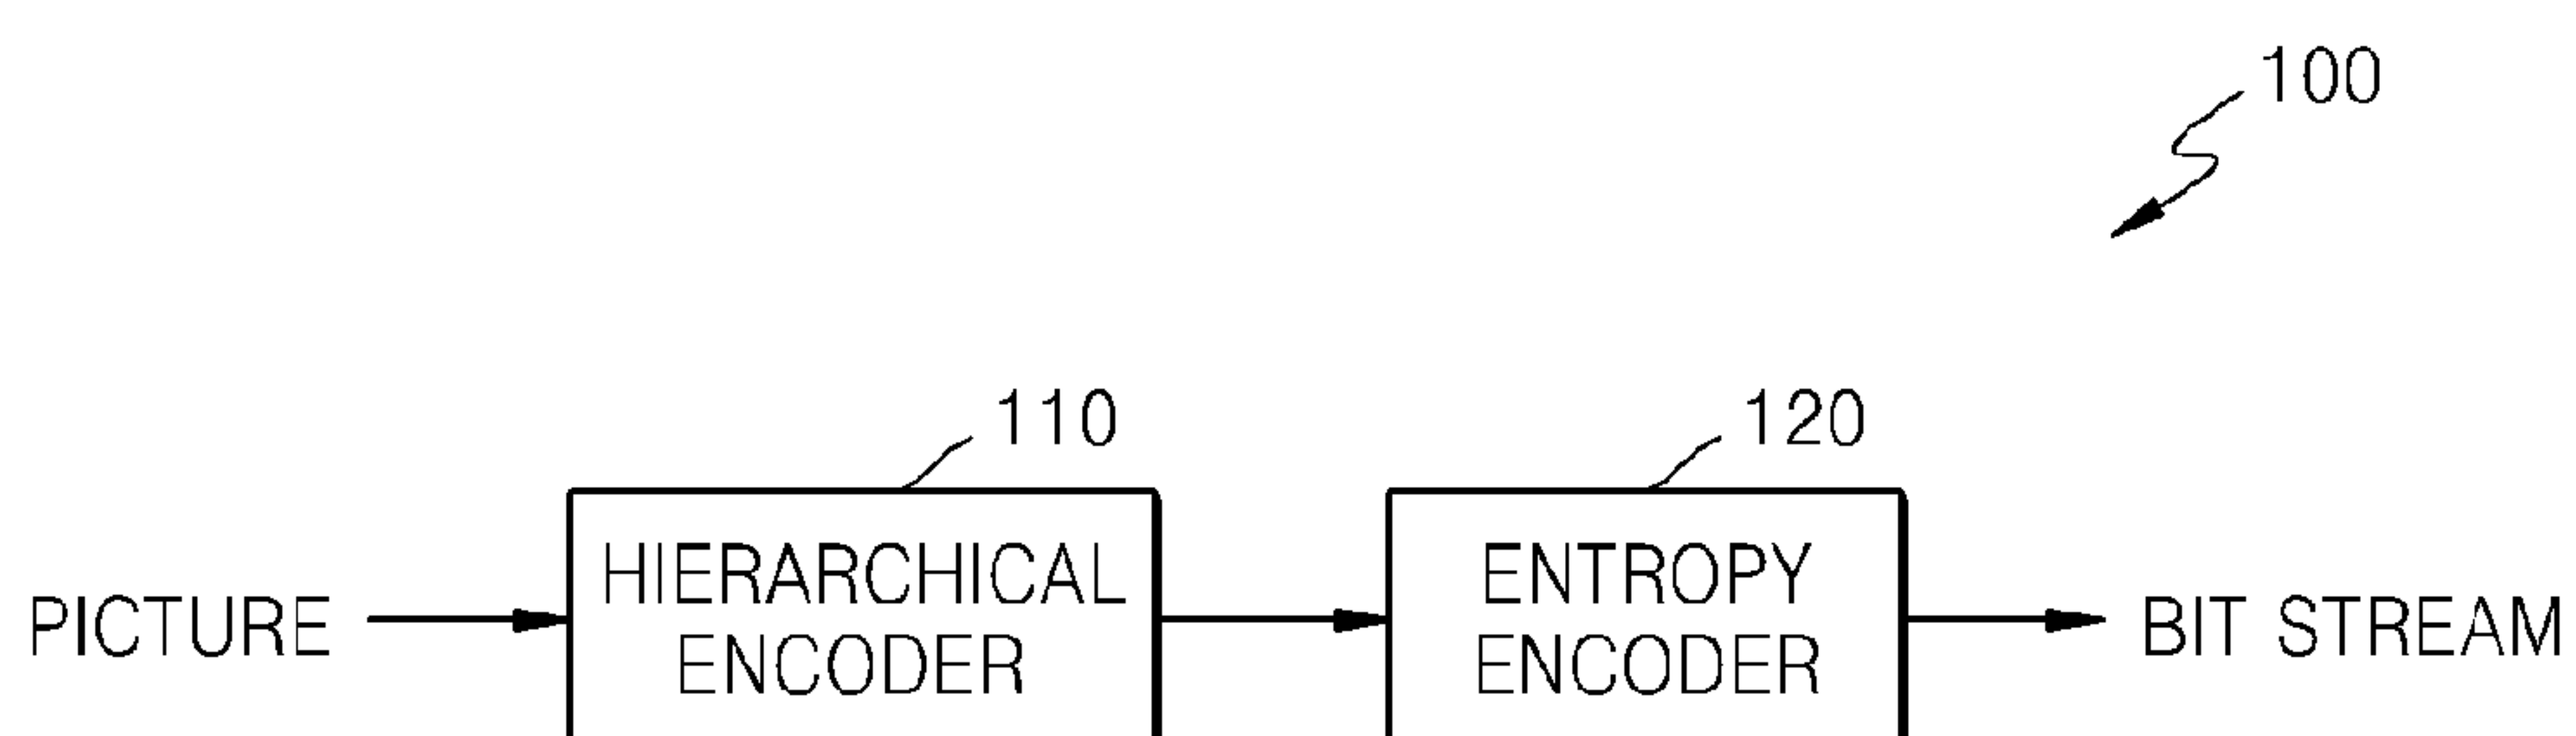 100
110
120
PICTURE
HIERARCHICAL
ENCODER
ENTROPY
ENCODER
BIT STREAM